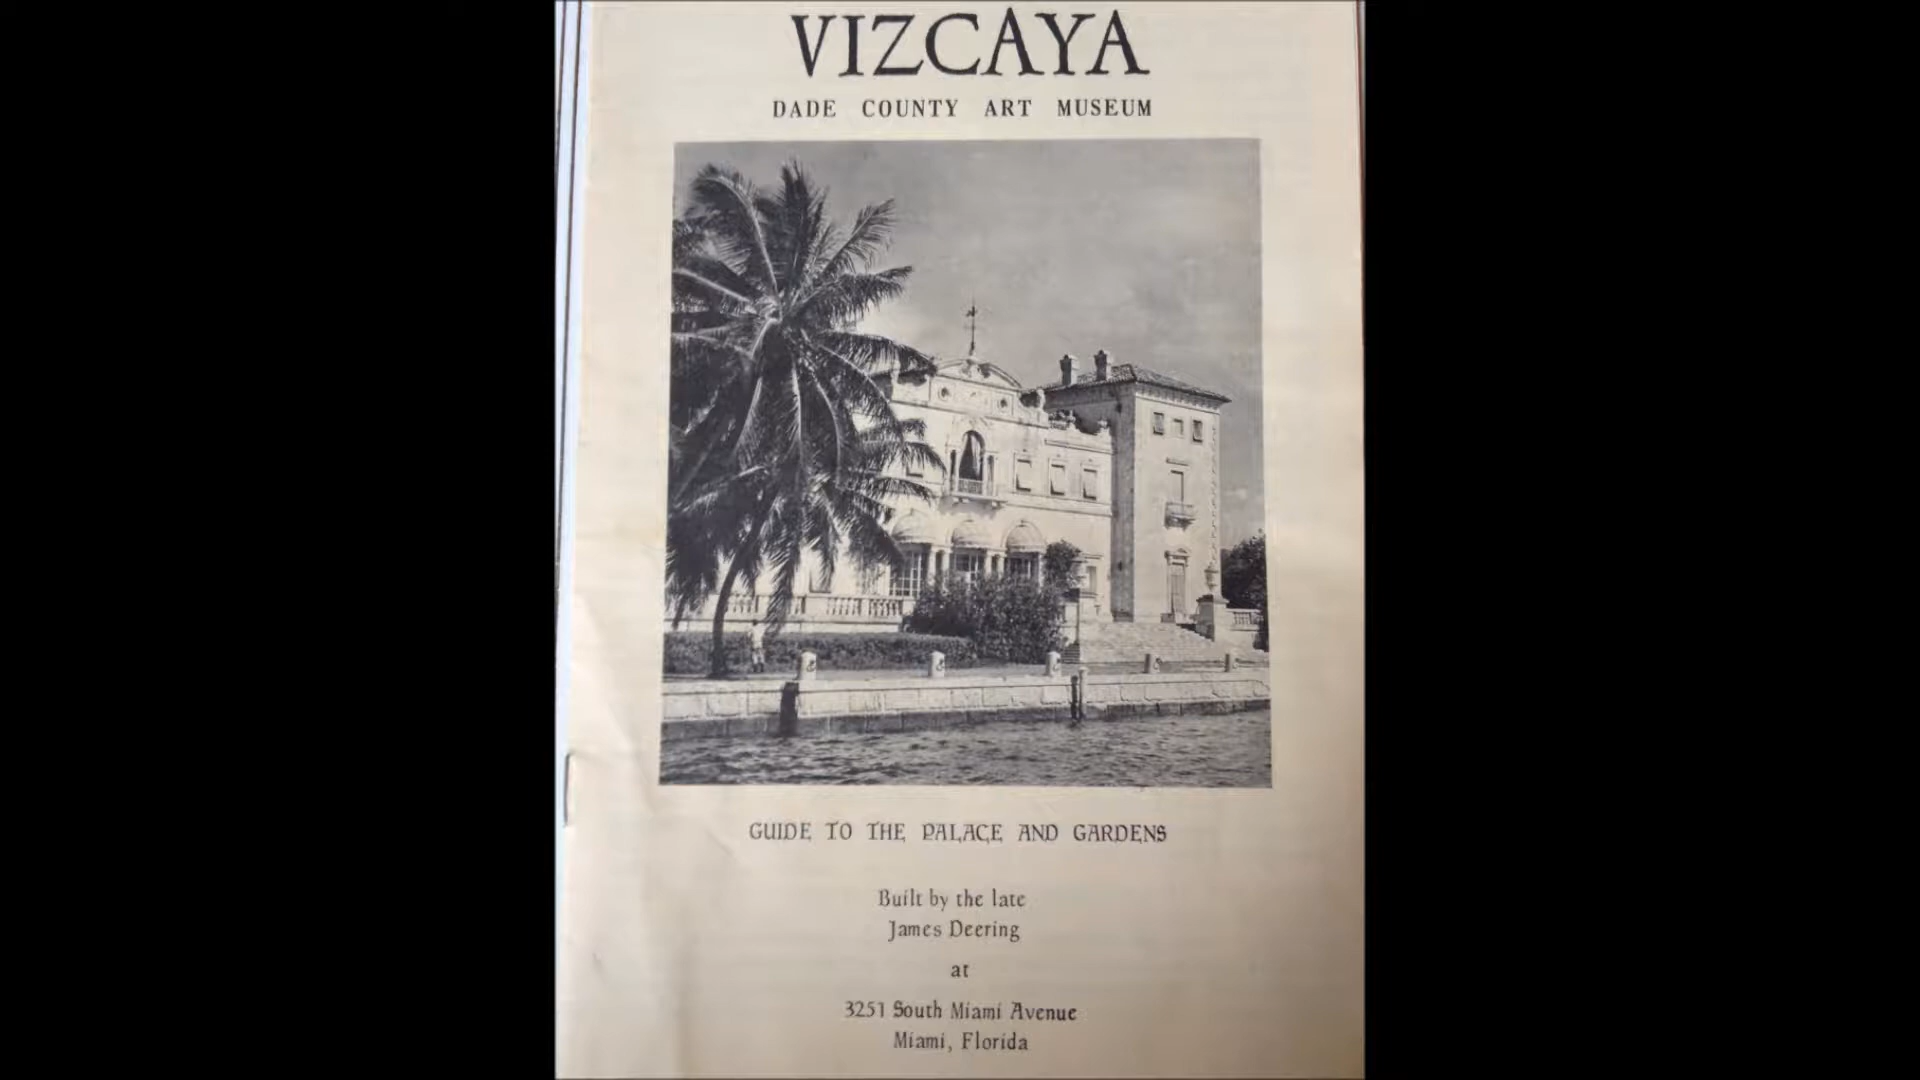 VIZCAYA
DADE COUNTY ART MUSEUM
GUIDE TO THE PALACE AND GARDENS
Built by the late
James Deering
at
3251 South Miami Avenue
Miami, Florida